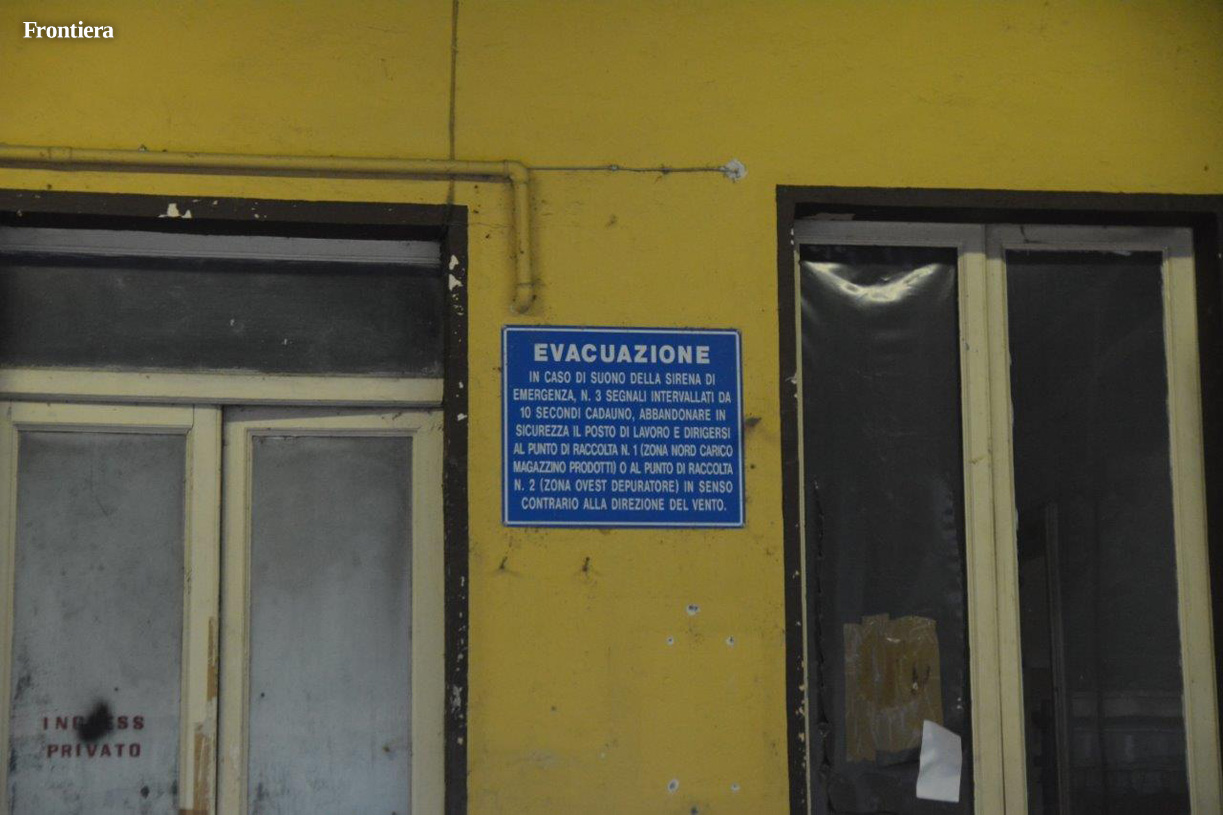 Frontiera
EVACUAZIONE
IN CASO DI SUONO DELLA SIRENA DI
EMERGENZA, N. 3 SEGNALI INTERVALLATI DA
10 SECONDI CADAUNO, ABBANDONARE IN
SICUREZZA IL POSTO DI LAVORO E DIRIGERSI
AL PUNTO DI RACCOLTA N. 1 (ZONA NORD CARICO
MAGAZZINO PRODOTTI) O AL PUNTO DI RACCOLTA
N. 2 (ZONA OVEST DEPURATORE) IN SENSO
CONTRARIO ALLA DIREZIONE DEL VENTO.
PRIVATO